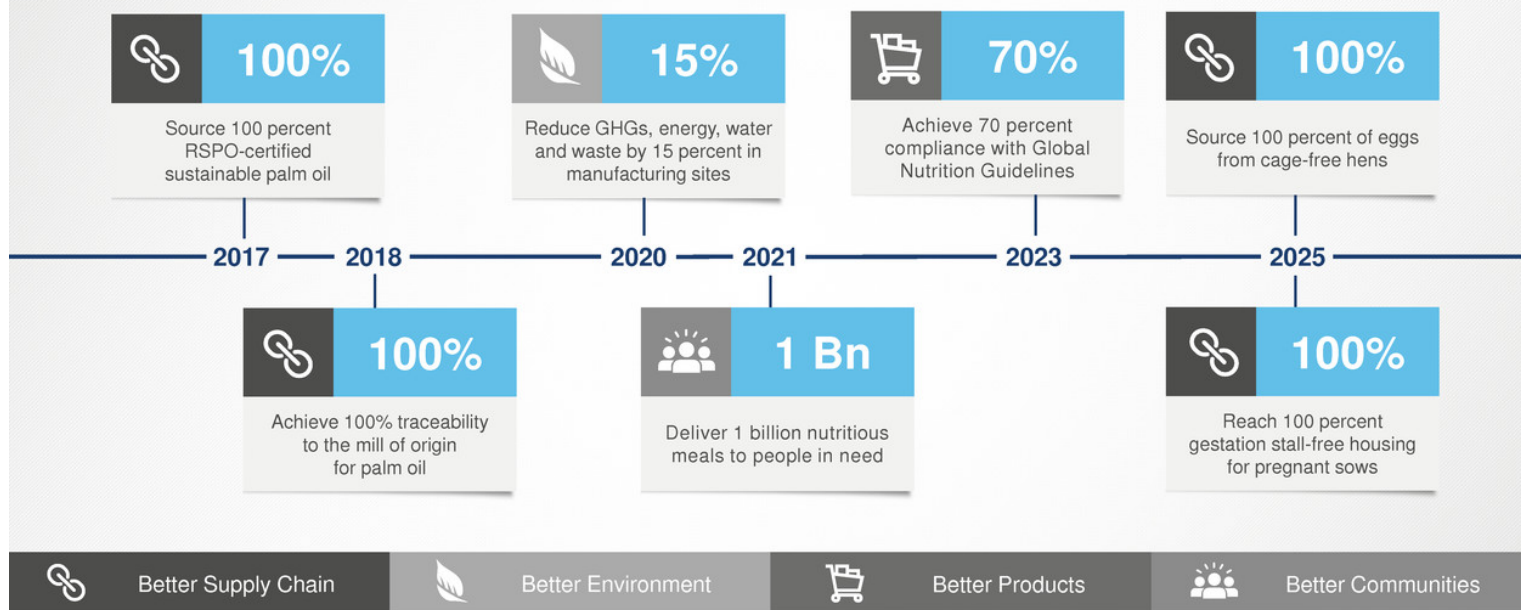 100%
Source 100 percent
RSPO-certified
sustainable palm oil
15%
Reduce GHGs, energy, water
and waste by 15 percent in
manufacturing sites
70%
Achieve 70 percent
compliance with Global
Nutrition Guidelines
100%
Source 100 percent of eggs
from cage-free hens
2017
2018
2020
2021
2023
2025
100%
Achieve 100% traceability
to the mill of origin
for palm oil
1 Bn
Deliver 1 billion nutritious
meals to people in need
100%
Reach 100 percent
gestation stall-free housing
for pregnant sows
Better Supply Chain
Better Environment
Better Products
Better Communities